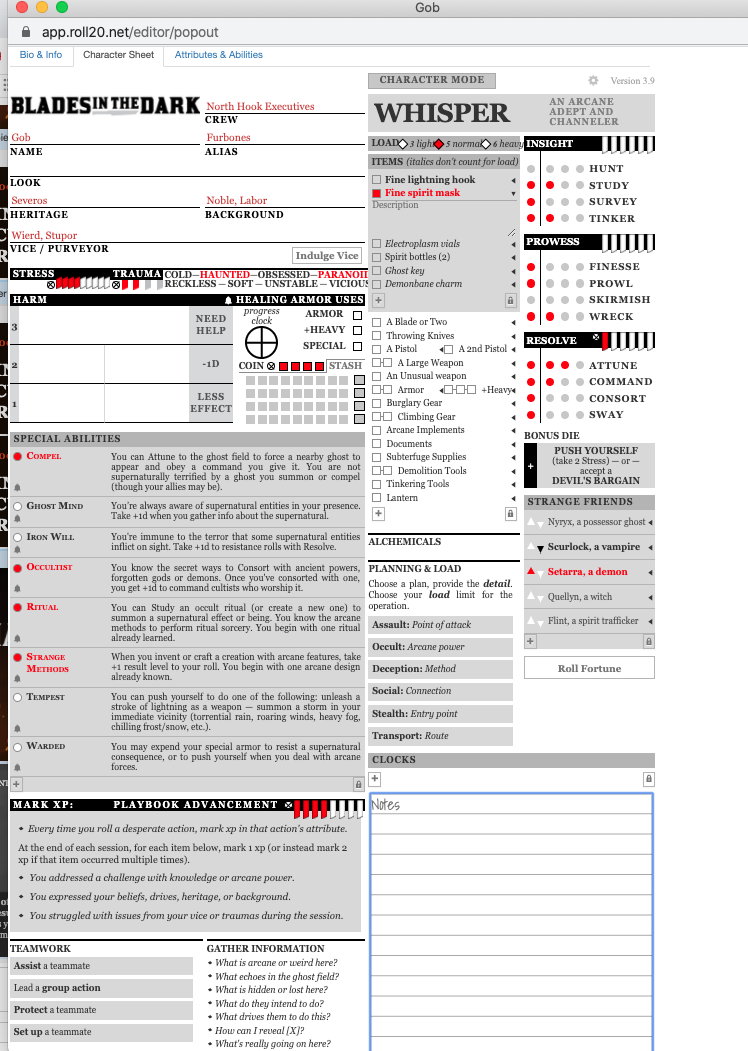 Gob
app.roll20.net/editor/popout
Bio & Info
Character Sheet
Attributes & Abilities
BLADES IN THE DARK
North Hook Executives
CREW
Gob
Furbones
NAME
ALIAS
LOOK
Severos
Noble, Labor
HERITAGE
BACKGROUND
Wierd, Stupor
VICE / PURVEYOR
Indulge Vice
STRESS
TRAUMA
COLD—HAUNTED—OBSESSED—PARANOID
RECKLESS — SOFT — UNSTABLE — VICIOUS
HARM
HEALING
ARMOR USES
3
NEED
HELP
2
-1D
1
LESS
EFFECT
progress
clock
ARMOR
+HEAVY
SPECIAL
COIN
STASH
SPECIAL ABILITIES
COMPEL
You can Attune to the ghost field to force a nearby ghost to
appear and obey a command you give it. You are not
supernaturally terrified by a ghost you summon or compel
(though your allies may be).
GHOST MIND
You're always aware of supernatural entities in your presence.
Take +1d when you gather info about the supernatural.
IRON WILL
You're immune to the terror that some supernatural entities
inflict on sight. Take +1d to resistance rolls with Resolve.
OCCULTIST
You know the secret ways to Consort with ancient powers,
forgotten gods or demons. Once you've consorted with one,
you get +1d to command cultists who worship it.
RITUAL
You can Study an occult ritual (or create a new one) to
summon a supernatural effect or being. You know the arcane
methods to perform ritual sorcery. You begin with one ritual
already learned.
STRANGE
METHODS
When you invent or craft a creation with arcane features, take
+1 result level to your roll. You begin with one arcane design
already known.
TEMPEST
You can push yourself to do one of the following: unleash a
stroke of lightning as a weapon — summon a storm in your
immediate vicinity (torrential rain, roaring winds, heavy fog,
chilling frost/snow, etc.).
WARDED
You may expend your special armor to resist a supernatural
consequence, or to push yourself when you deal with arcane
forces.
+
MARK XP:
PLAYBOOK ADVANCEMENT
Every time you roll a desperate action, mark xp in that action's attribute.
At the end of each session, for each item below, mark 1 xp (or instead mark 2
xp if that item occurred multiple times).
You addressed a challenge with knowledge or arcane power.
You expressed your beliefs, drives, heritage, or background.
You struggled with issues from your vice or traumas during the session.
TEAMWORK
Assist a teammate
Lead a group action
Protect a teammate
Set up a teammate
GATHER INFORMATION
What is arcane or weird here?
What echoes in the ghost field?
What is hidden or lost here?
What do they intend to do?
What drives them to do this?
How can I reveal [X]?
What's really going on here?
CHARACTER MODE
Version 3.9
WHISPER
AN ARCANE
ADEPT AND
CHANNELER
LOAD
3 light
5 normal
6 heavy
ITEMS (italics don't count for load)
Fine lightning hook
Fine spirit mask
Description
Electroplasm vials
Spirit bottles (2)
Ghost key
Demonbane charm
+
A Blade or Two
Throwing Knives
A Pistol
A 2nd Pistol
A Large Weapon
An Unusual weapon
Armor
+Heavy
Burglary Gear
Climbing Gear
Arcane Implements
Documents
Subterfuge Supplies
Demolition Tools
Tinkering Tools
Lantern
+
ALCHEMICALS
PLANNING & LOAD
Choose a plan, provide the detail.
Choose your load limit for the
operation.
Assault: Point of attack
Occult: Arcane power
Deception: Method
Social: Connection
Stealth: Entry point
Transport: Route
INSIGHT
HUNT
STUDY
SURVEY
TINKER
PROWESS
FINESSE
PROWL
SKIRMISH
WRECK
RESOLVE
ATTUNE
COMMAND
CONSORT
SWAY
BONUS DIE
+
PUSH YOURSELF
(take 2 Stress) — or —
accept a
DEVIL'S BARGAIN
STRANGE FRIENDS
Nyryx, a possessor ghost
Scurlock, a vampire
Setarra, a demon
Quellyn, a witch
Flint, a spirit trafficker
+
Roll Fortune
CLOCKS
+
Notes